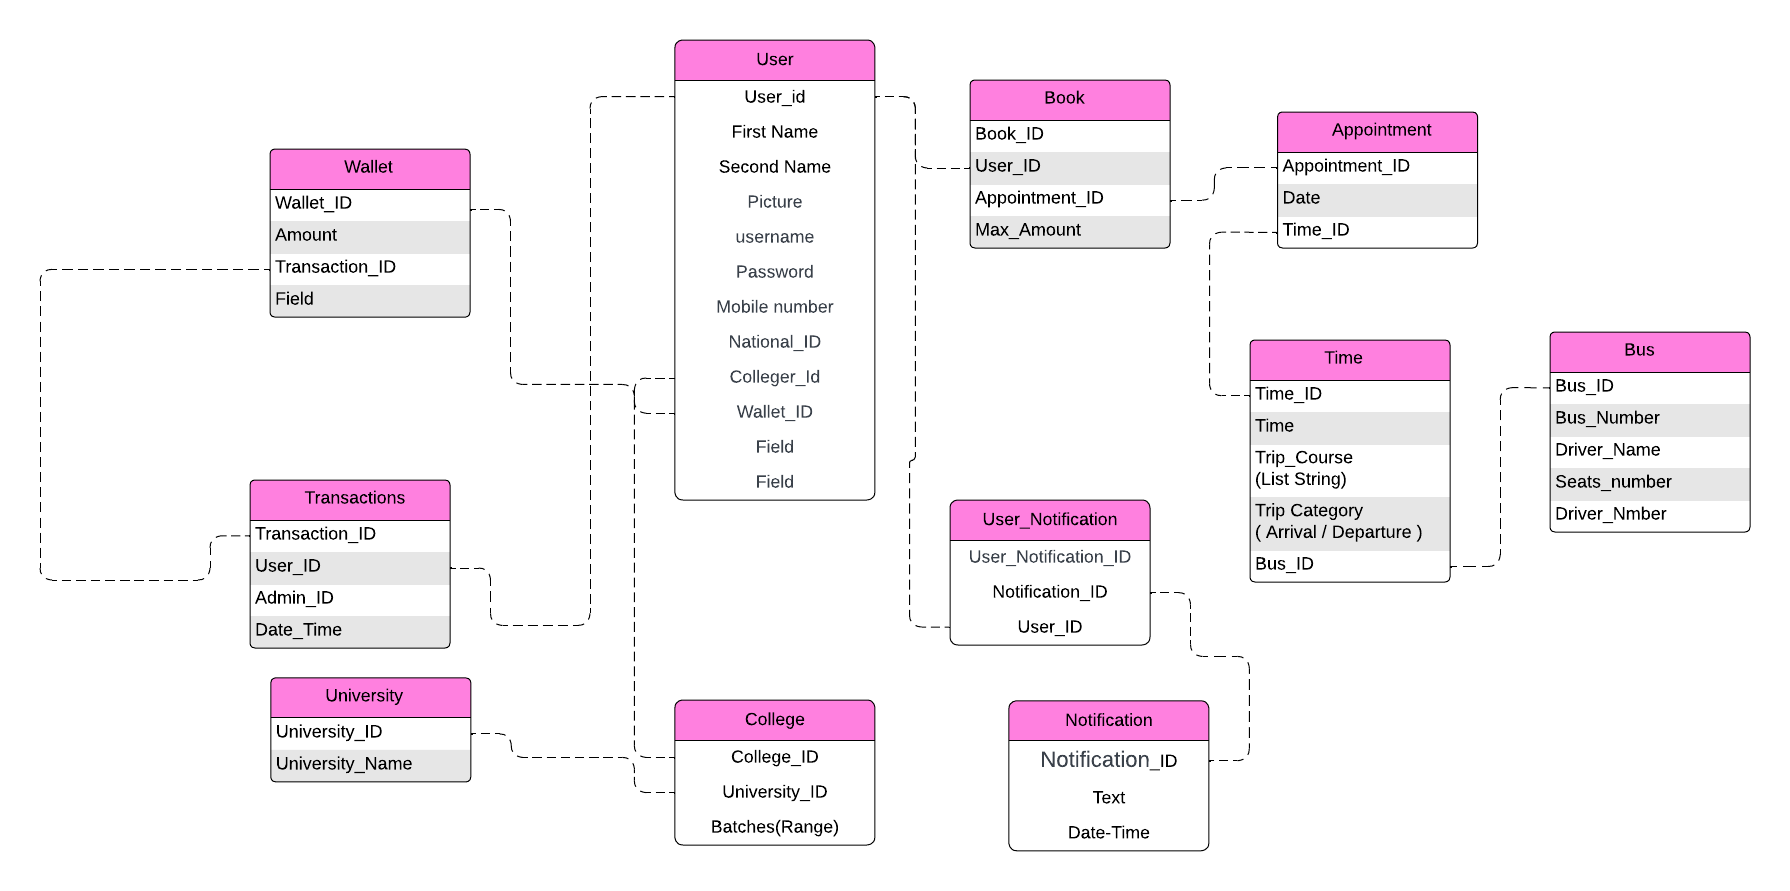 User
User_id
First Name
Second Name
Picture
username
Password
Mobile number
National_ID
Colleger_Id
Wallet_ID
Field
Field
Book
Book_ID
User_ID
Appointment_ID
Max_Amount
Appointment
Appointment_ID
Date
Time_ID
Wallet
Wallet_ID
Amount
Transaction_ID
Field
Time
Time_ID
Time
Trip_Course
(List String)
Trip Category
( Arrival / Departure )
Bus_ID
Bus
Bus_ID
Bus_Number
Driver_Name
Seats_number
Driver_Nmber
Transactions
Transaction_ID
User_ID
Admin_ID
Date_Time
User_Notification
User_Notification_ID
Notification_ID
User_ID
University
University_ID
University_Name
College
College_ID
University_ID
Batches(Range)
Notification
Notification_ID
Text
Date-Time